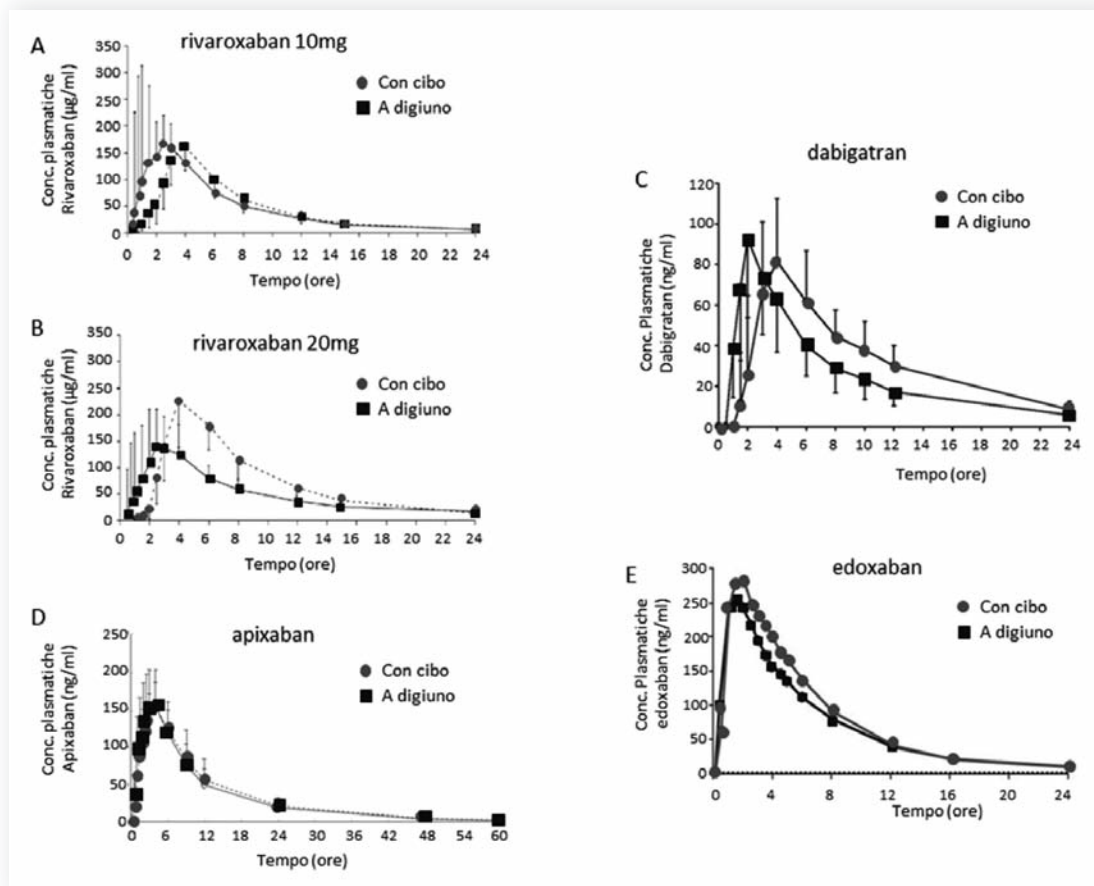 A
rivaroxaban 10mg
Conc. plasmatiche
Rivaroxaban (µg/ml)
350
300
250
200
150
100
50
0
Con cibo
A digiuno
0 2 4 6 8 10 12 14 16 18 20 22 24
Tempo (ore)
B
rivaroxaban 20mg
Conc. plasmatiche
Rivaroxaban (µg/ml)
350
300
250
200
150
100
50
0
Con cibo
A digiuno
0 2 4 6 8 10 12 14 16 18 20 22 24
Tempo (ore)
D
apixaban
Conc. plasmatiche
Apixaban (ng/ml)
250
200
150
100
50
0
Con cibo
A digiuno
0 6 12 18 24 30 36 42 48 54 60
Tempo (ore)
C
dabigatran
Conc. Plasmatiche
Dabigratan (ng/ml)
120
100
80
60
40
20
0
Con cibo
A digiuno
0 2 4 6 8 10 12 14 16 18 20 22 24
Tempo (ore)
E
edoxaban
Conc. Plasmatiche
edoxaban (ng/ml)
300
250
200
150
100
50
0
Con cibo
A digiuno
0 4 8 12 16 20 24
Tempo (ore)